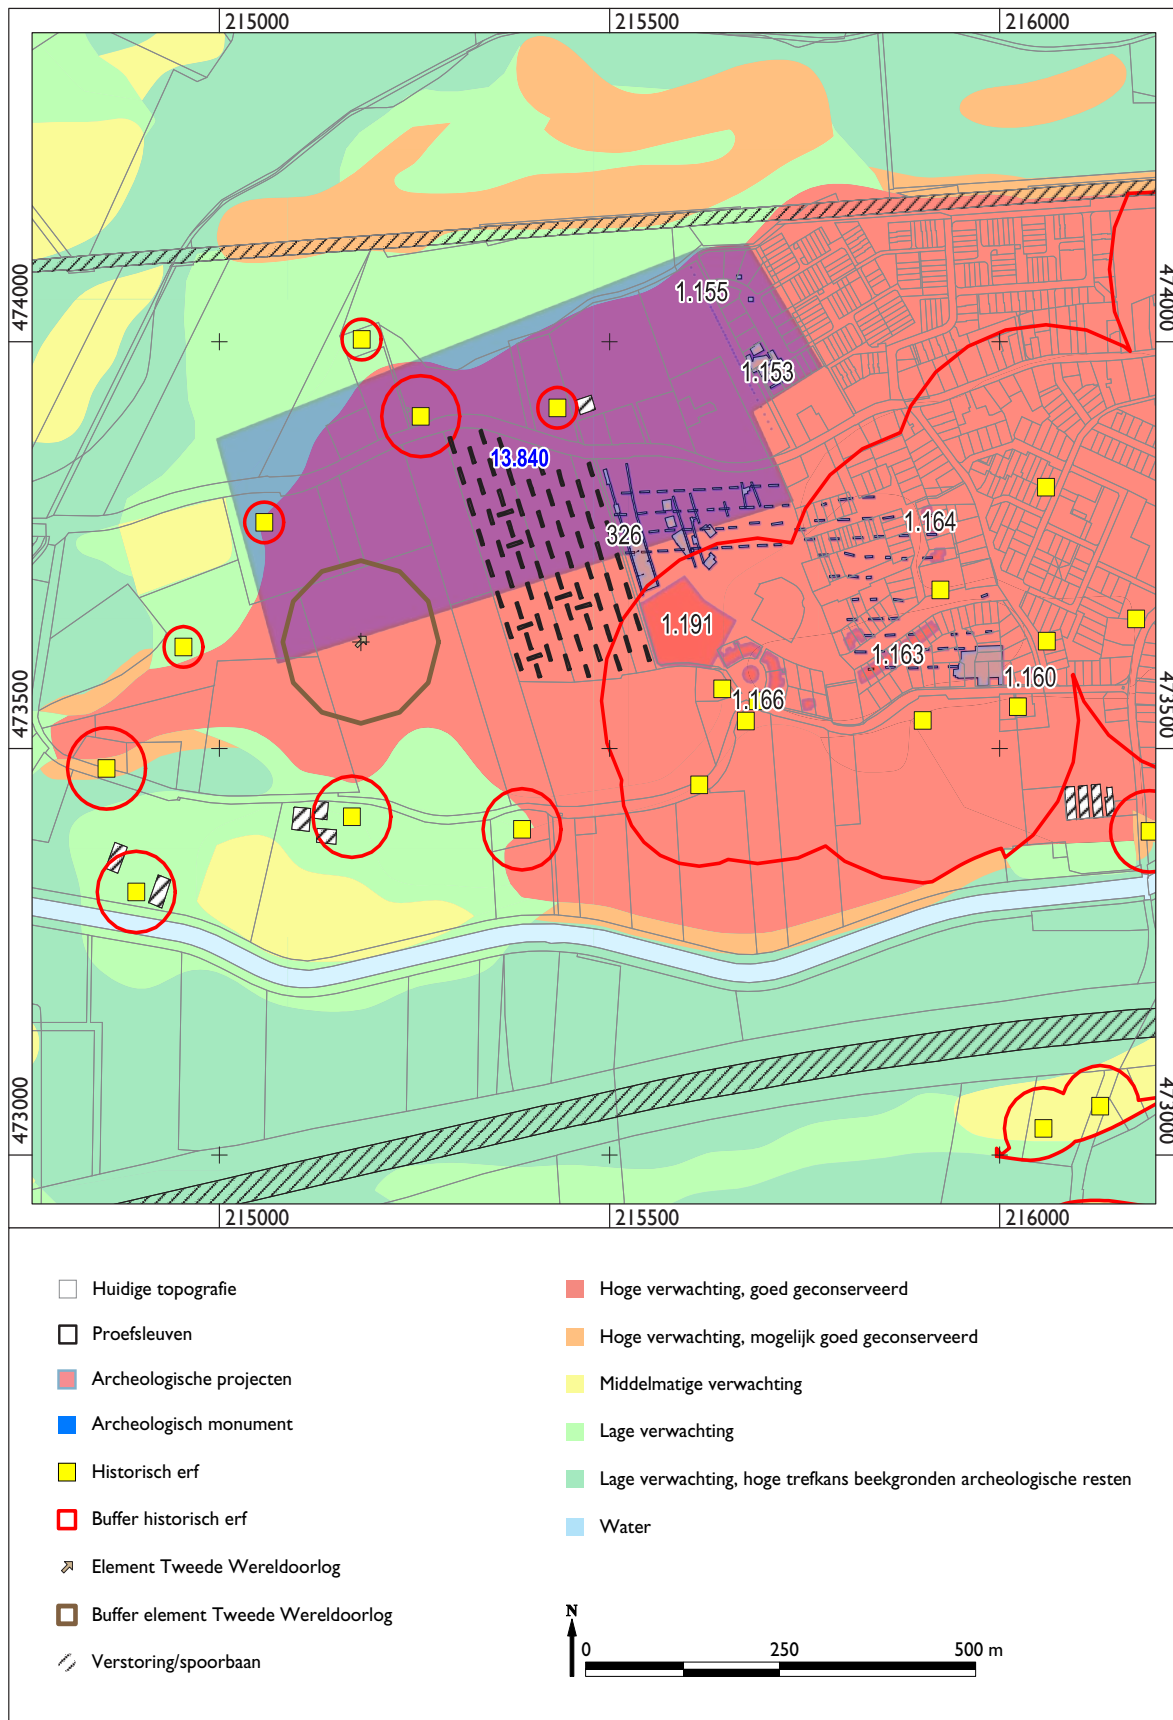 215000 215500 216000
474000 474000
1.155
1.153
13.840
326
1.164
1.191
1.163
1.160
1.166
473500 473500
473000 473000
215000 215500 216000
Huidige topografie
Proefsleuven
Archeologische projecten
Archeologisch monument
Historisch erf
Buffer historisch erf
Element Tweede Wereldoorlog
Buffer element Tweede Wereldoorlog
Verstoring/spoorbaan
Hoge verwachting, goed geconserveerd
Hoge verwachting, mogelijk goed geconserveerd
Middelmatige verwachting
Lage verwachting
Lage verwachting, hoge trefkans beekgronden archeologische resten
Water
N
0 250 500 m